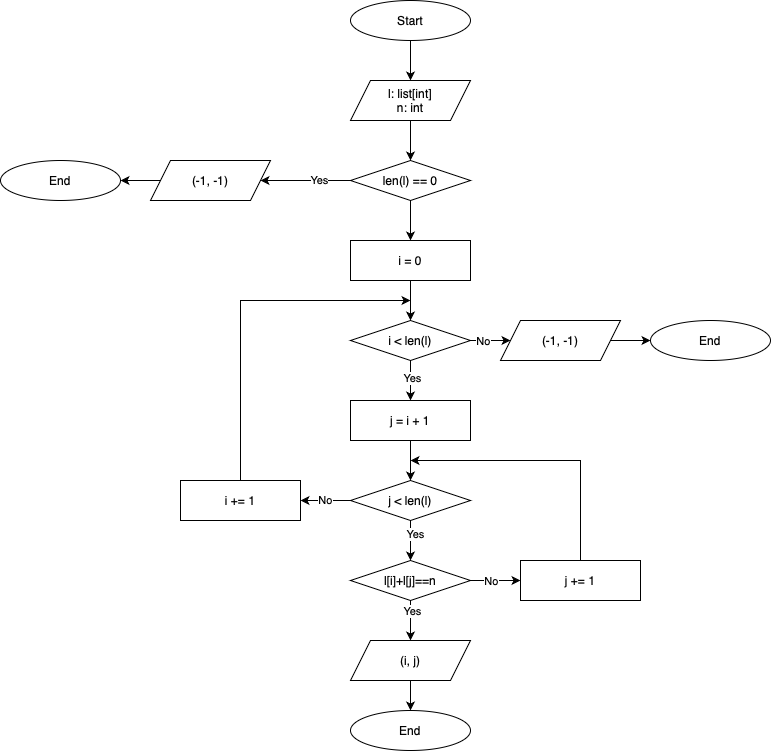 Start
l: list[int]
n: int
End
(-1, -1)
Yes
len(l) == 0
i = 0
i < len(l)
No
(-1, -1)
End
Yes
j = i + 1
i += 1
No
j < len(l)
Yes
l[i]+l[j]==n
No
j += 1
Yes
(i, j)
End